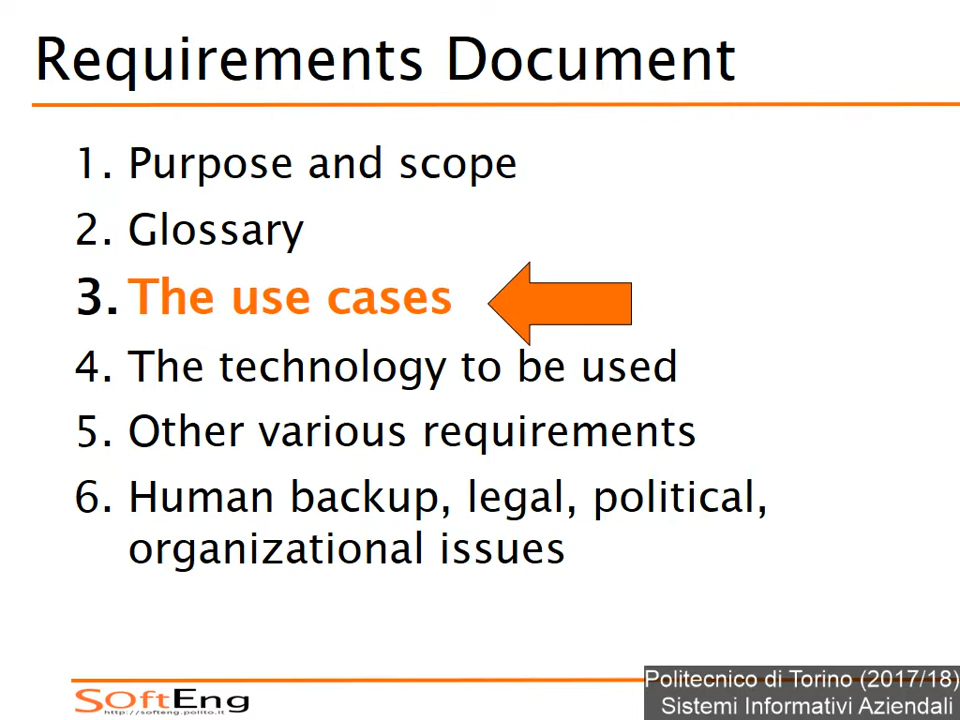 Requirements Document
1. Purpose and scope
2. Glossary
3. The use cases
4. The technology to be used
5. Other various requirements
6. Human backup, legal, political,
organizational issues
SOftEng
http://softeng.polito.it
Politecnico di Torino (2017/18)
Sistemi Informativi Aziendali